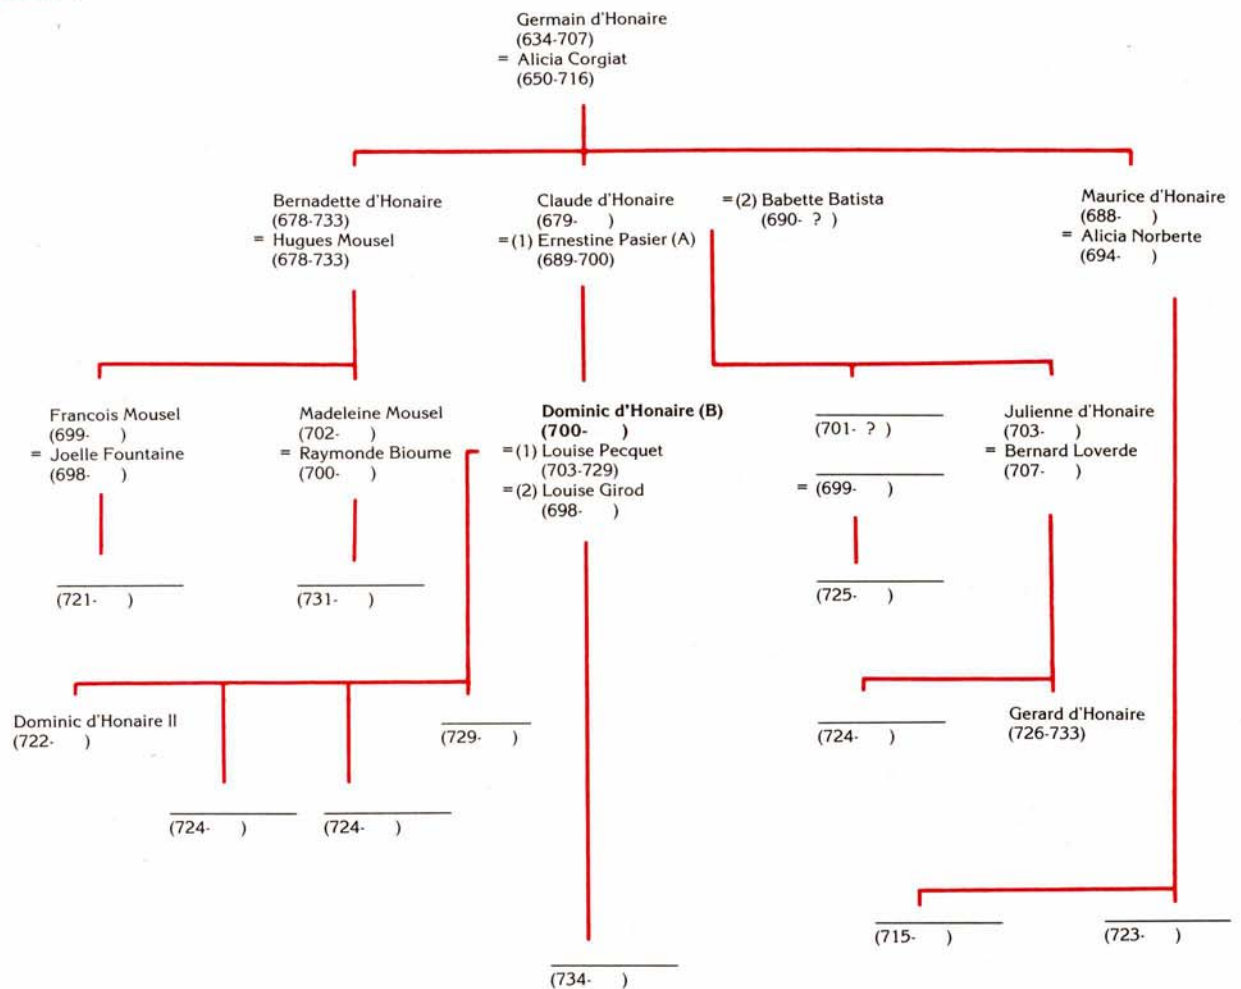 Germain d'Honaire
(634-707)
= Alicia Corgiat
(650-716)
Bernadette d'Honaire
(678-733)
= Hugues Mousel
(678-733)
Claude d'Honaire
(679- )
=(1) Ernestine Pasier (A)
(689-700)
=(2) Babette Batista
(690- ? )
Maurice d'Honaire
(688- )
= Alicia Norberte
(694- )
Francois Mousel
(699- )
= Joelle Fountaine
(698- )
Madeleine Mousel
(702- )
= Raymonde Bioume
(700- )
Dominic d'Honaire (B)
(700- )
=(1) Louise Pecquet
(703-729)
=(2) Louise Girod
(698- )
(701- ? )
= (699- )
Julienne d'Honaire
(703- )
= Bernard Loverde
(707- )
(721- )
(731- )
(725- )
Dominic d'Honaire II
(722- )
(729- )
(724- )
Gerard d'Honaire
(726-733)
(724- )
(724- )
(715- )
(723- )
(734- )